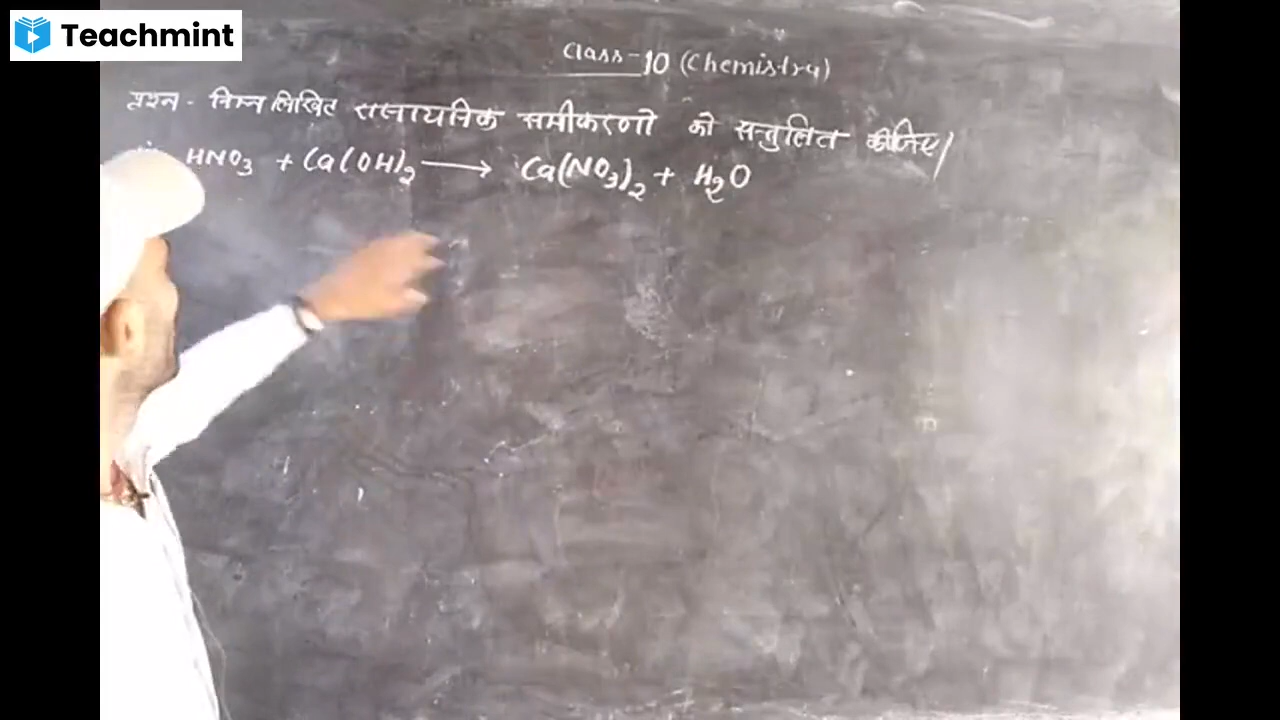 Teachmint
Class-10 (Chemistry)
प्रश्न - निम्नलिखित रासायनिक समीकरणो को सन्तुलित कीजिए।
HNO₃ + Ca(OH)₂ ⟶ Ca(NO₃)₂ + H₂O